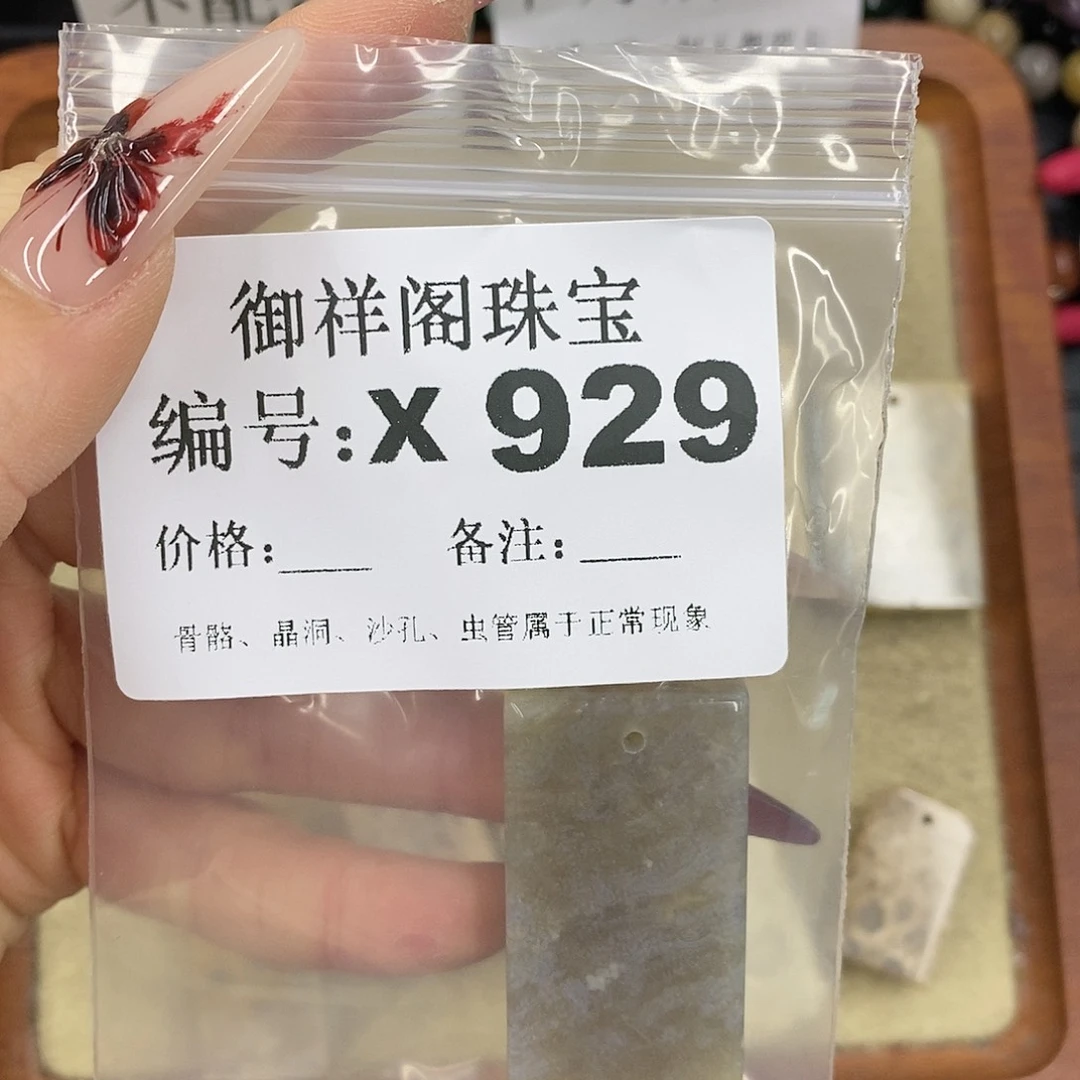 御祥阁珠宝
编号:X 929
价格:____ 备注:____
骨骼、晶洞、沙孔、虫管属于正常现象